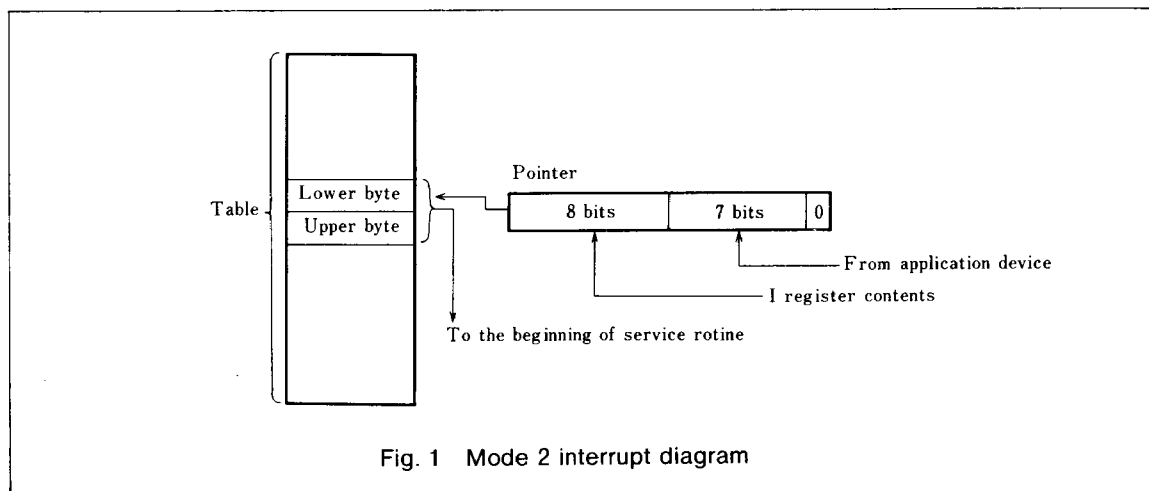 Pointer
Table
Lower byte
Upper byte
8 bits
7 bits
0
From application device
I register contents
To the beginning of service rotine
Fig. 1 Mode 2 interrupt diagram